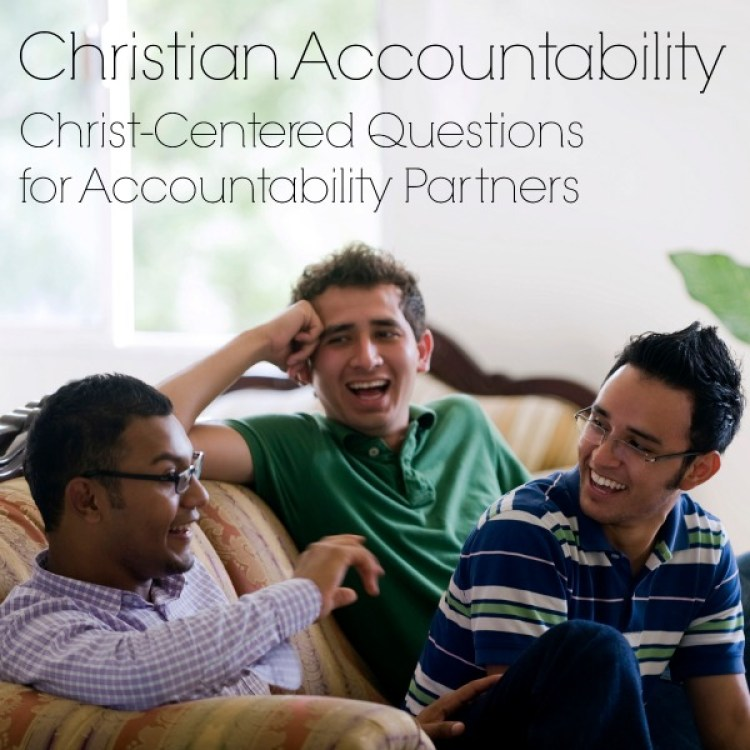 Christian Accountability
Christ-Centered Questions
for Accountability Partners